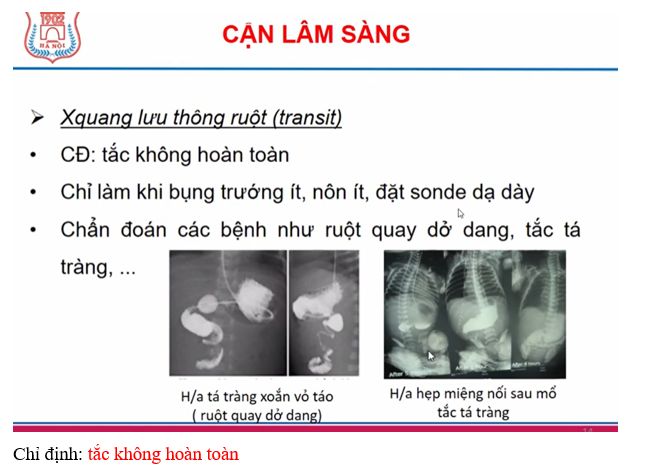 1902
HÀ NỘI
CẬN LÂM SÀNG
Xquang lưu thông ruột (transit)
CĐ: tắc không hoàn toàn
Chỉ làm khi bụng trướng ít, nôn ít, đặt sonde dạ dày
Chẩn đoán các bệnh như ruột quay dở dang, tắc tá
tràng, ...
H/a tá tràng xoắn vỏ táo
( ruột quay dở dang)
H/a hẹp miệng nối sau mổ
tắc tá tràng
14
Chỉ định: tắc không hoàn toàn